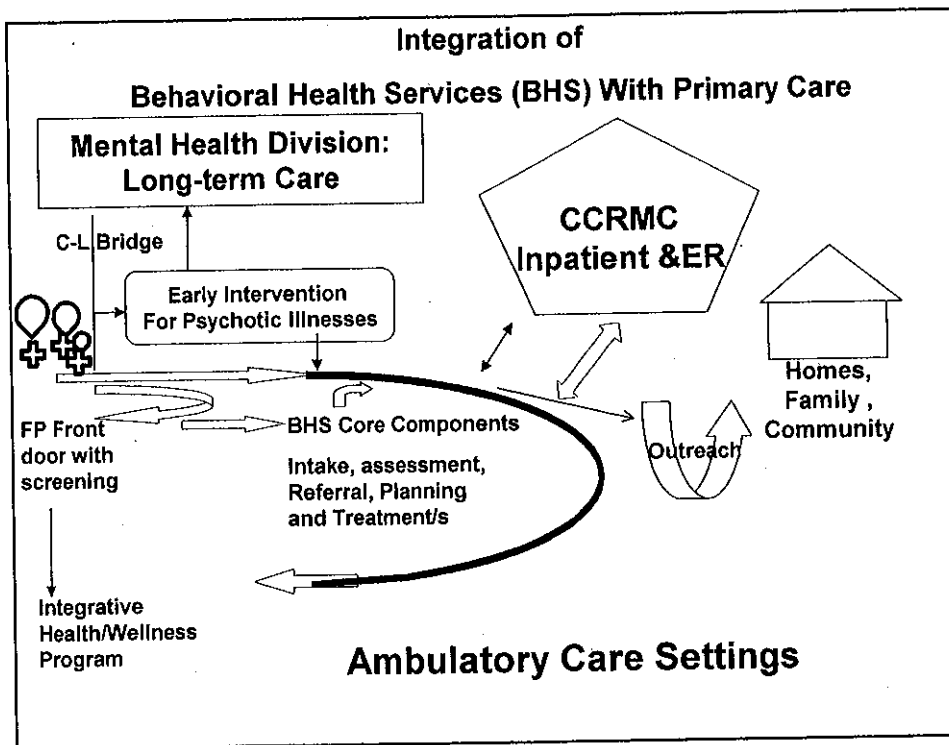 Integration of
Behavioral Health Services (BHS) With Primary Care
Mental Health Division:
Long-term Care
CCRMC
Inpatient &ER
C-L Bridge
Early Intervention
For Psychotic Illnesses
Homes,
Family ,
Community
FP Front
door with
screening
BHS Core Components
Intake, assessment,
Referral, Planning
and Treatment/s
Outreach
Integrative
Health/Wellness
Program
Ambulatory Care Settings